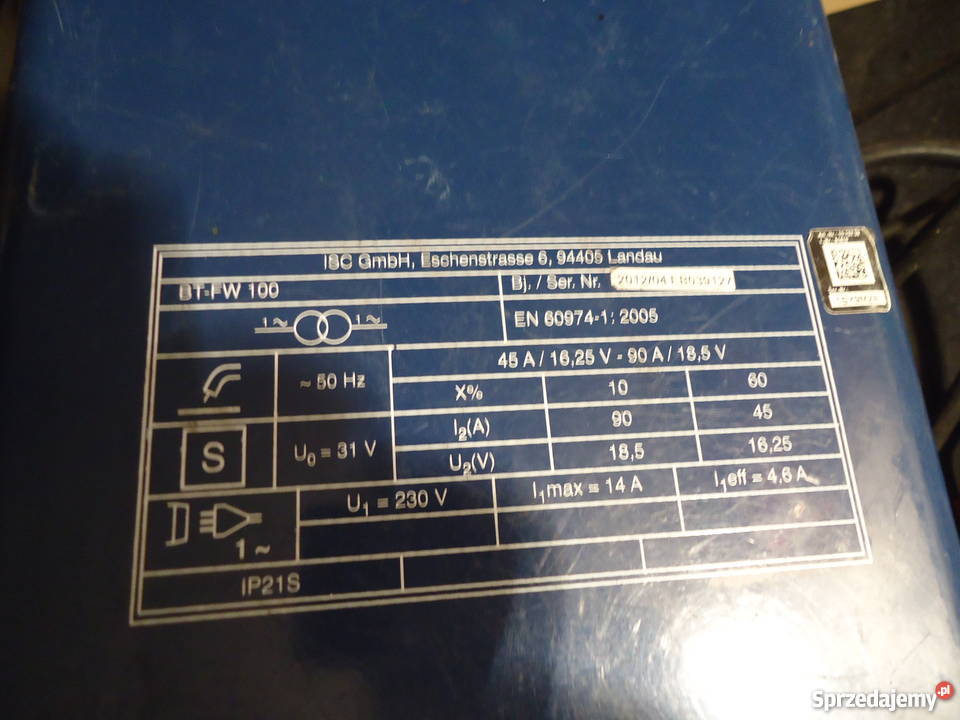 ISC GmbH, Eschenstrasse 6, 94405 Landau
BT-FW 100
Bj. / Ser. Nr.
1 ~ 1 ~
EN 60974-1: 2005
~ 50 Hz
45 A / 16,25 V - 90 A / 18,5 V
X% 10 60
I2(A) 90 45
S
U0 = 31 V
U2(V) 18,5 16,25
U1 = 230 V I1max = 14 A I1eff = 4,6 A
1 ~
IP21S
Sprzedajemy.pl